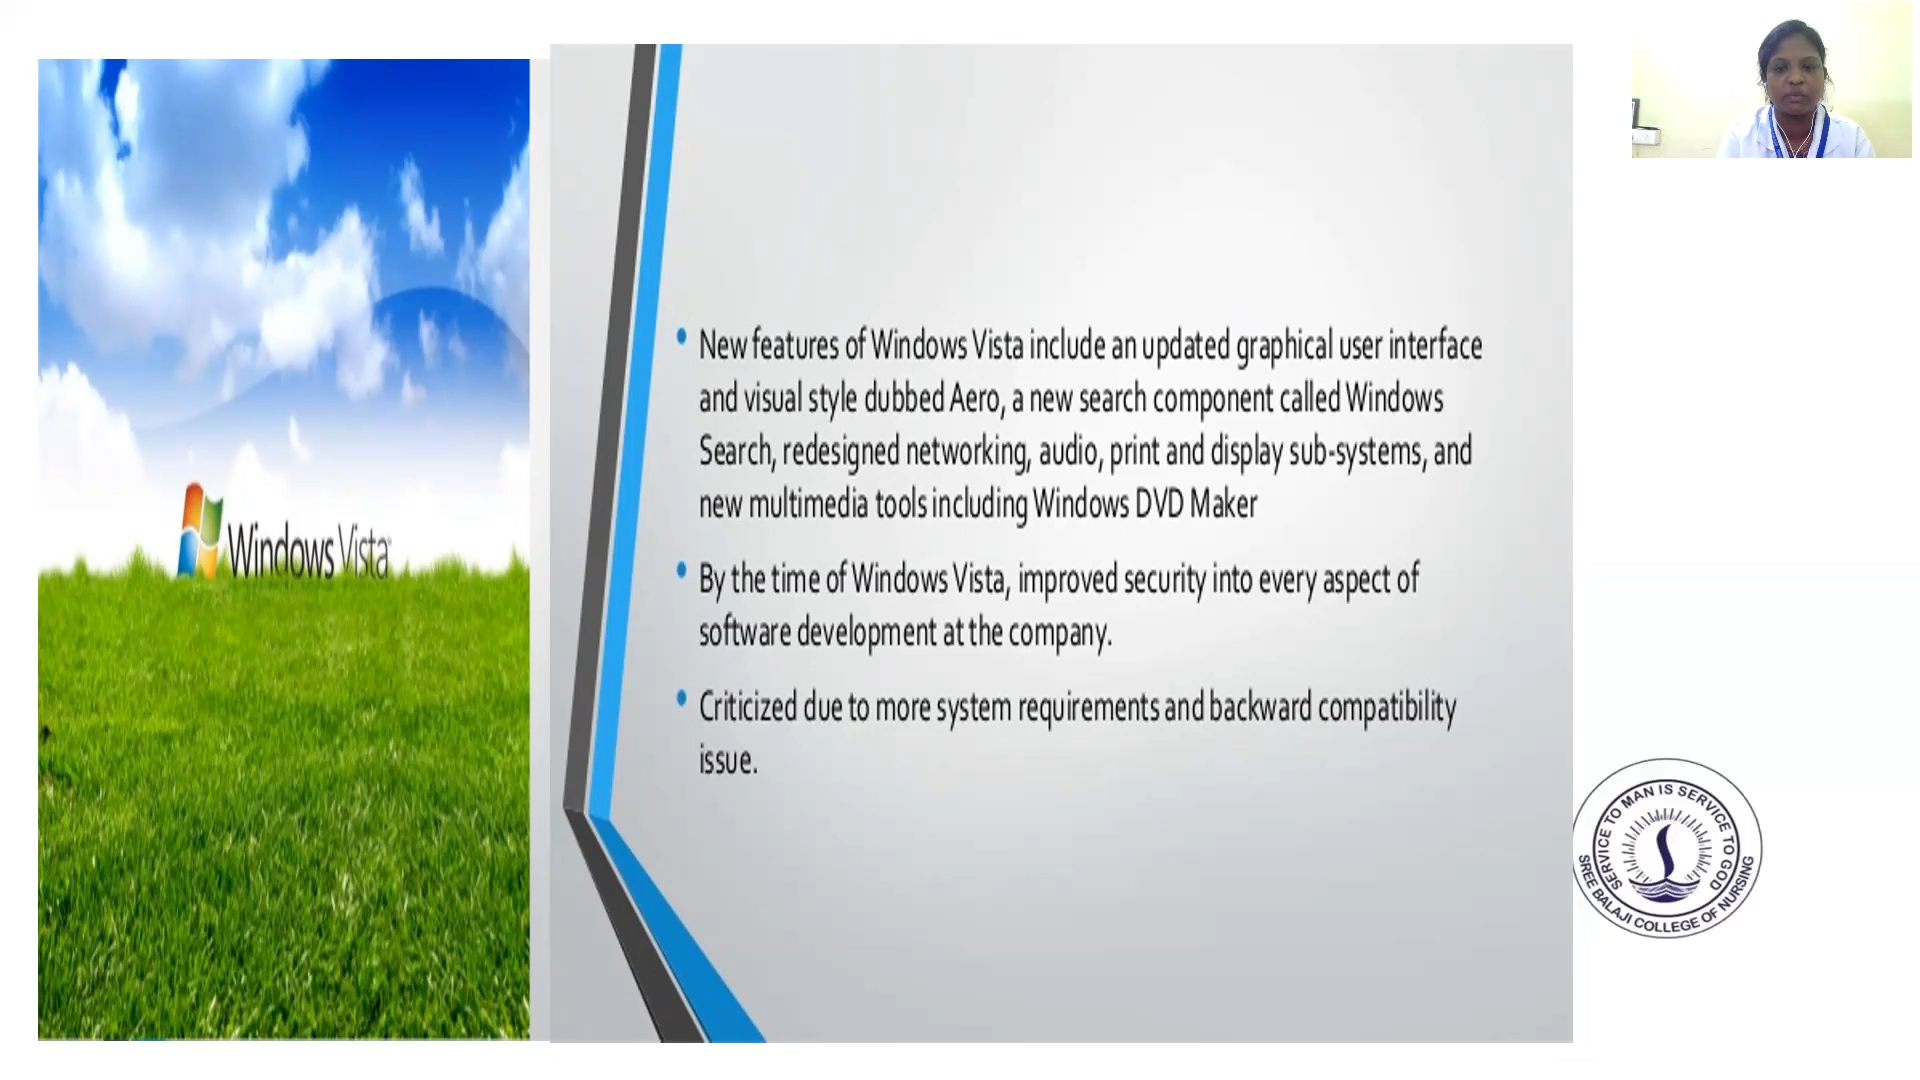 Windows Vista
New features of Windows Vista include an updated graphical user interface
and visual style dubbed Aero, a new search component called Windows
Search, redesigned networking, audio, print and display sub-systems, and
new multimedia tools including Windows DVD Maker
By the time of Windows Vista, improved security into every aspect of
software development at the company.
Criticized due to more system requirements and backward compatibility
issue.
SERVICE TO MAN IS SERVICE TO GOD
SREE BALAJI COLLEGE OF NURSING